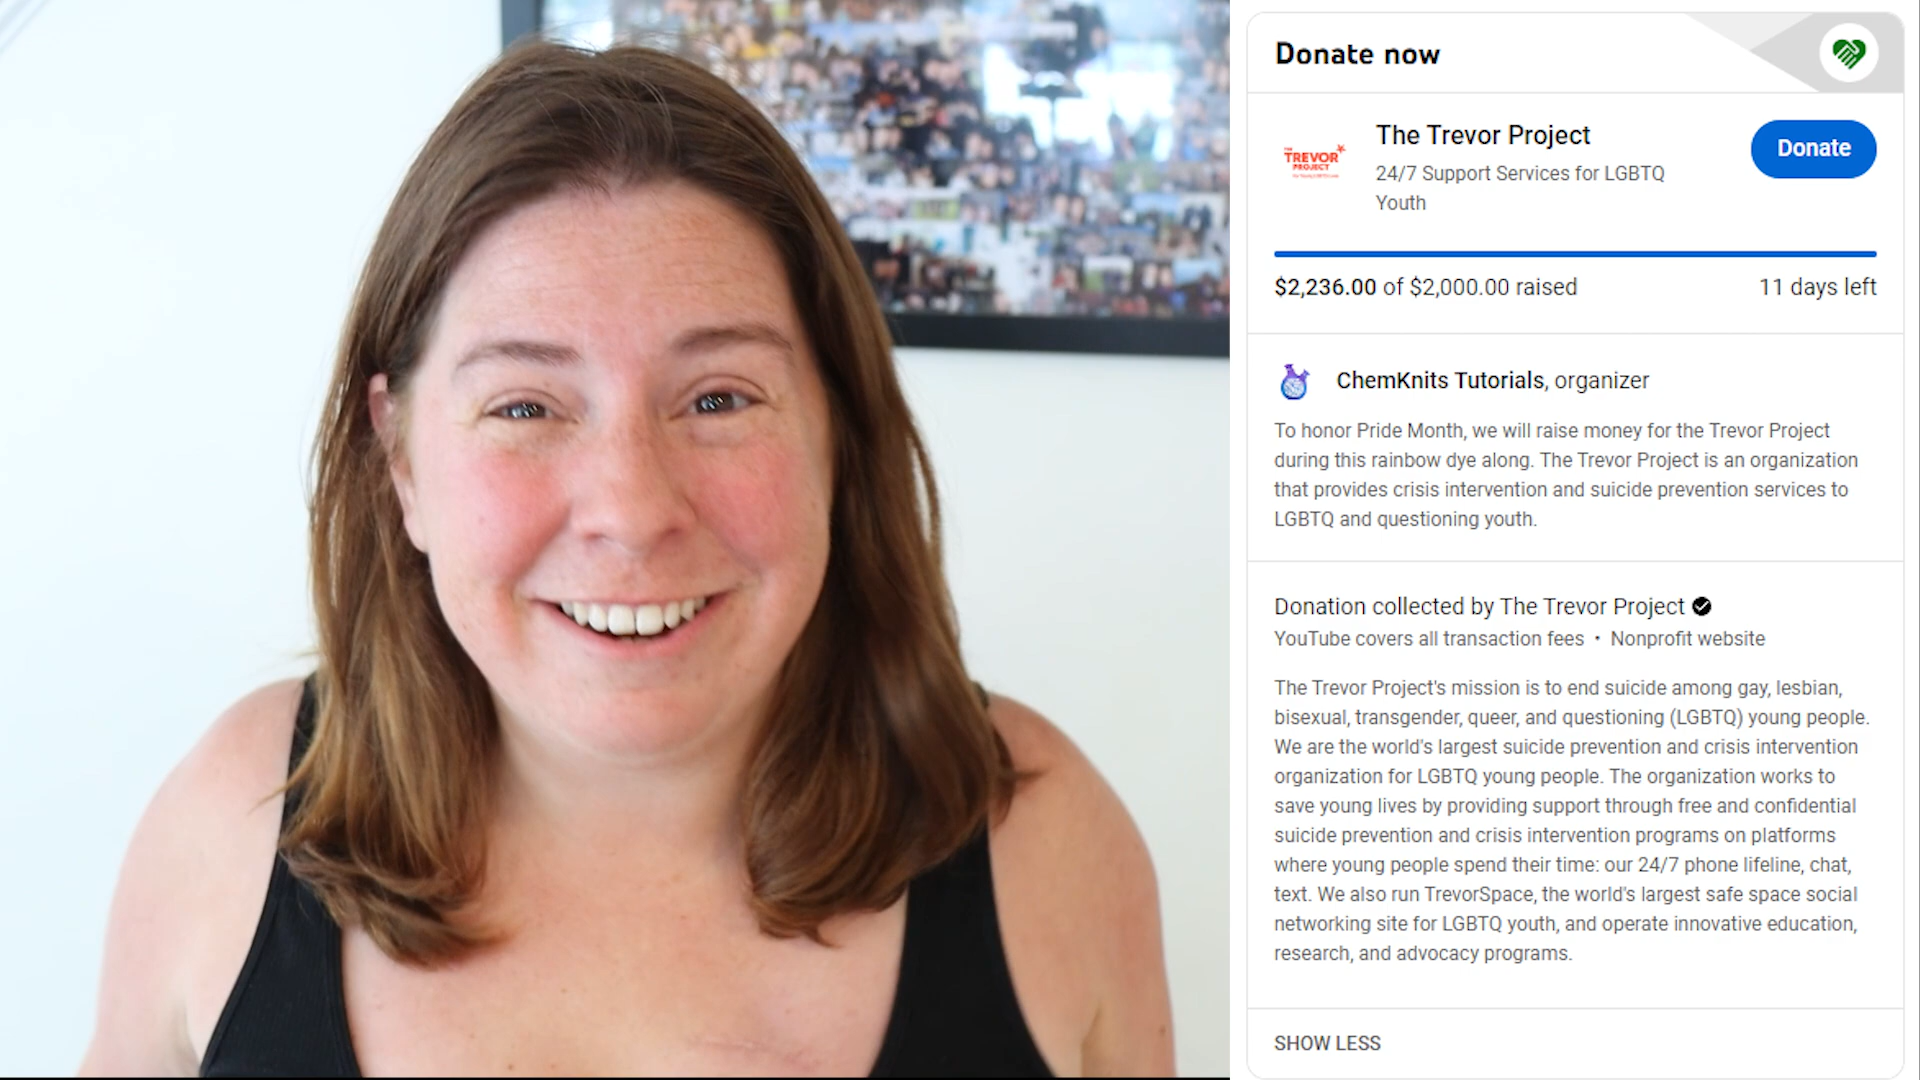 Donate now
THE
TREVOR
PROJECT
The Trevor Project
24/7 Support Services for LGBTQ
Youth
Donate
$2,236.00 of $2,000.00 raised
11 days left
ChemKnits Tutorials, organizer
To honor Pride Month, we will raise money for the Trevor Project
during this rainbow dye along. The Trevor Project is an organization
that provides crisis intervention and suicide prevention services to
LGBTQ and questioning youth.
Donation collected by The Trevor Project
YouTube covers all transaction fees • Nonprofit website
The Trevor Project's mission is to end suicide among gay, lesbian,
bisexual, transgender, queer, and questioning (LGBTQ) young people.
We are the world's largest suicide prevention and crisis intervention
organization for LGBTQ young people. The organization works to
save young lives by providing support through free and confidential
suicide prevention and crisis intervention programs on platforms
where young people spend their time: our 24/7 phone lifeline, chat,
text. We also run TrevorSpace, the world's largest safe space social
networking site for LGBTQ youth, and operate innovative education,
research, and advocacy programs.
SHOW LESS